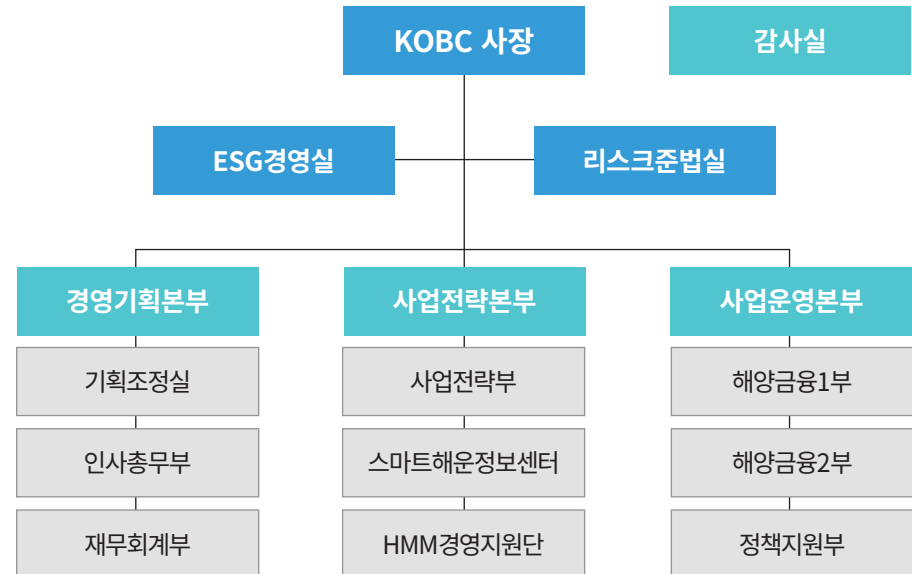 KOBC 사장
감사실
ESG경영실
리스크준법실
경영기획본부
사업전략본부
사업운영본부
기획조정실
사업전략부
해양금융1부
인사총무부
스마트해운정보센터
해양금융2부
재무회계부
HMM경영지원단
정책지원부